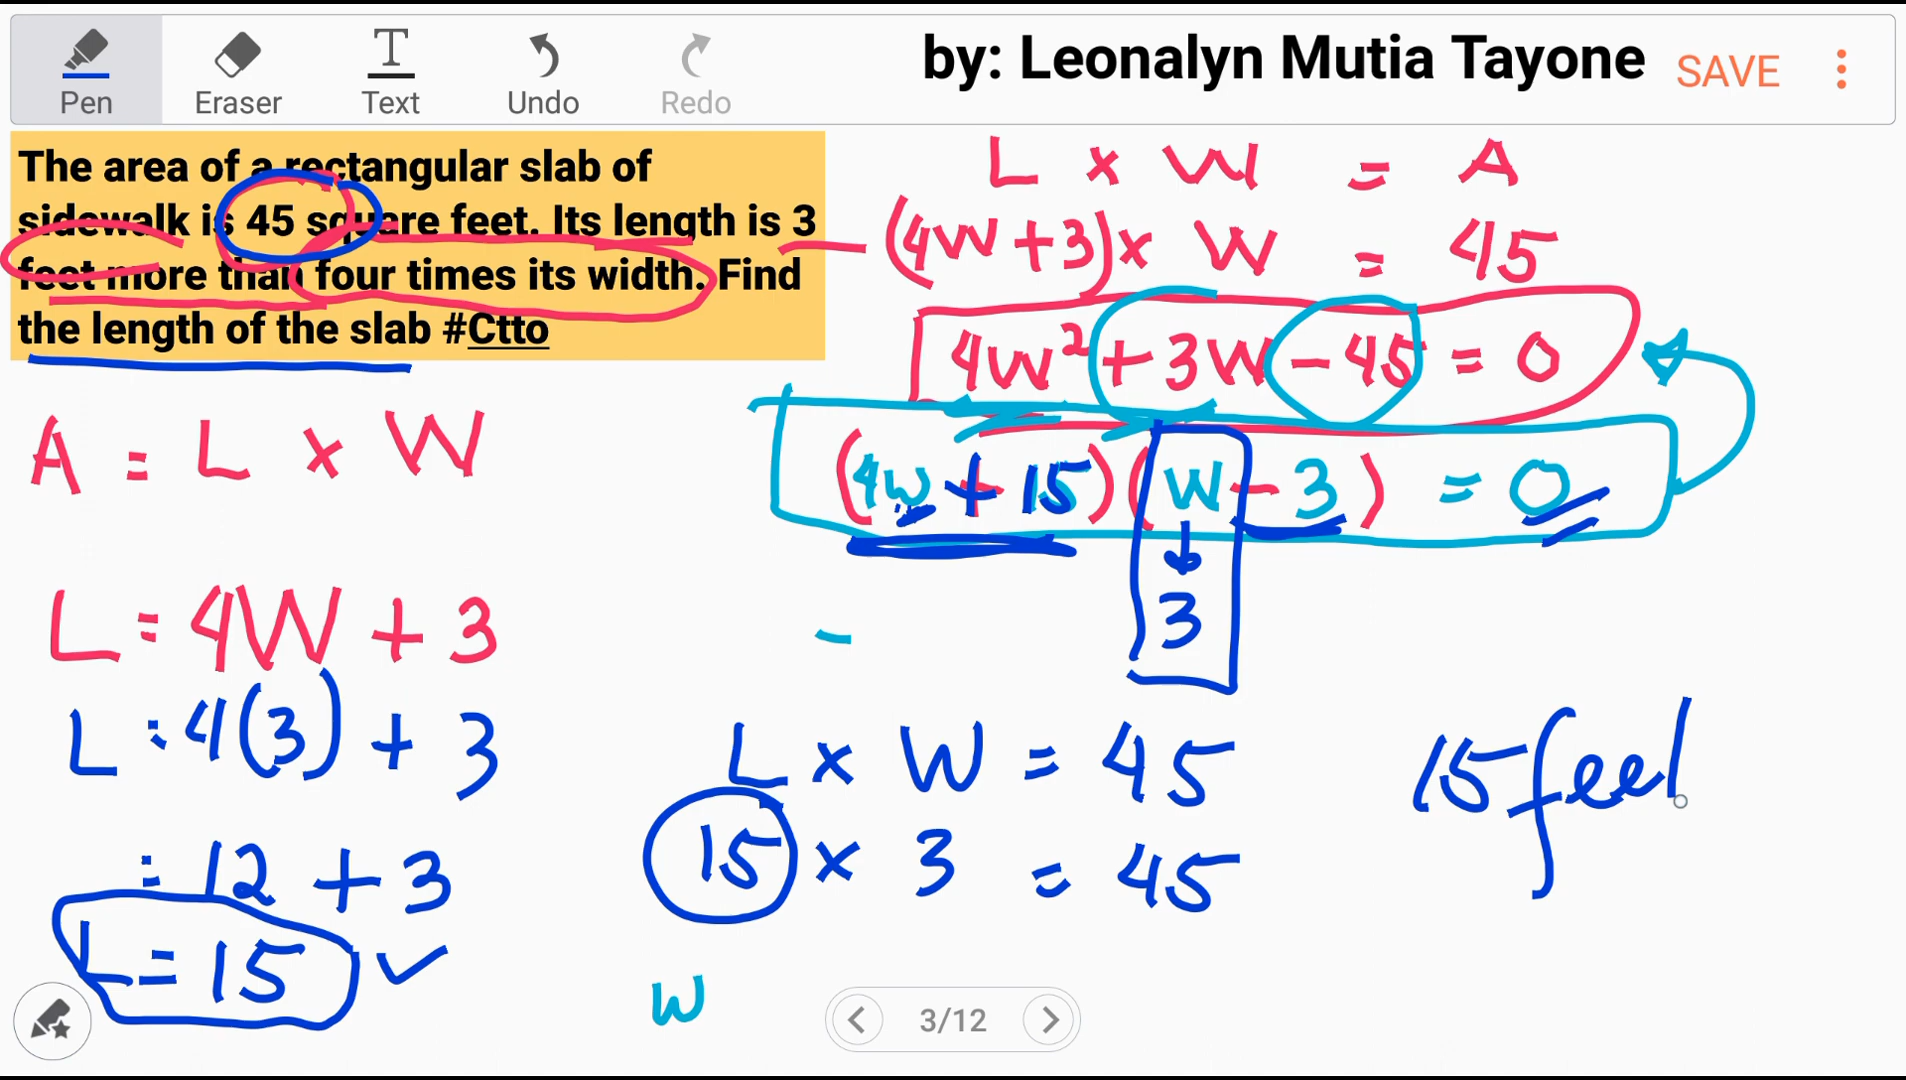 Pen
Eraser
Text
Undo
Redo
by: Leonalyn Mutia Tayone
SAVE
The area of a rectangular slab of
sidewalk is 45 square feet. Its length is 3
feet more than four times its width. Find
the length of the slab #Ctto
L × W = A
(4W + 3) × W = 45
4W² + 3W - 45 = 0
(4W + 15)(W - 3) = 0
3
-
A = L × W
L = 4W + 3
L = 4(3) + 3
= 12 + 3
L = 15 ✓
L × W = 45
15 × 3 = 45
15 feel
W
3/12